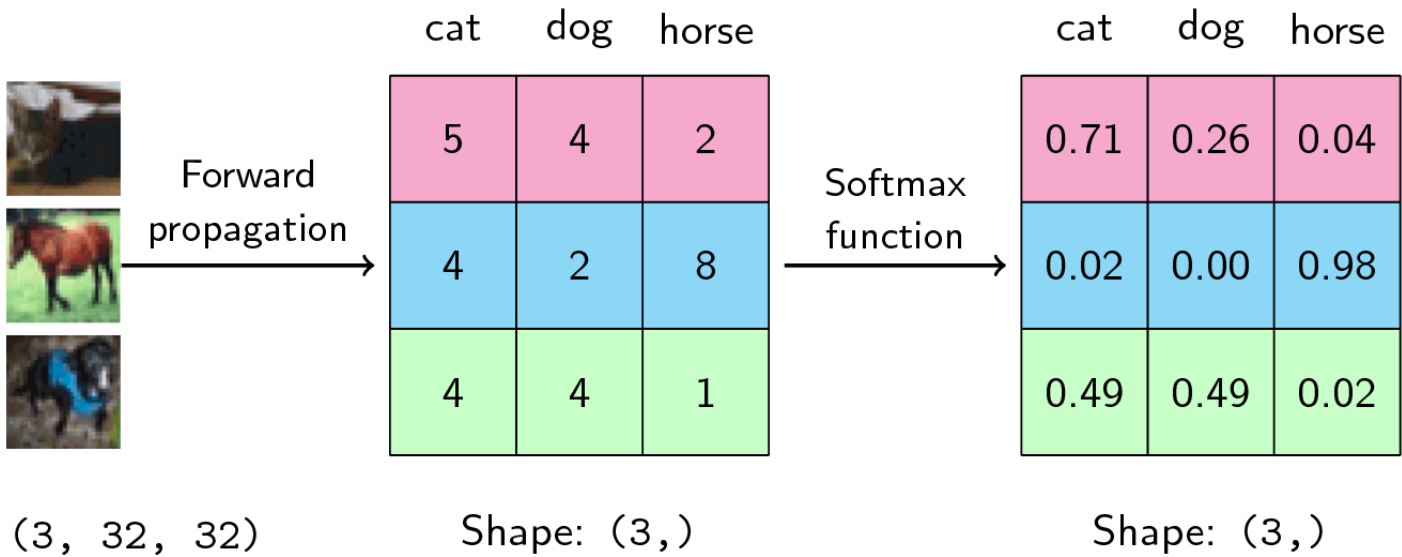 cat dog horse cat dog horse
5 4 2 0.71 0.26 0.04
Forward
propagation
Softmax
function
4 2 8 0.02 0.00 0.98
4 4 1 0.49 0.49 0.02
(3, 32, 32) Shape: (3,) Shape: (3,)